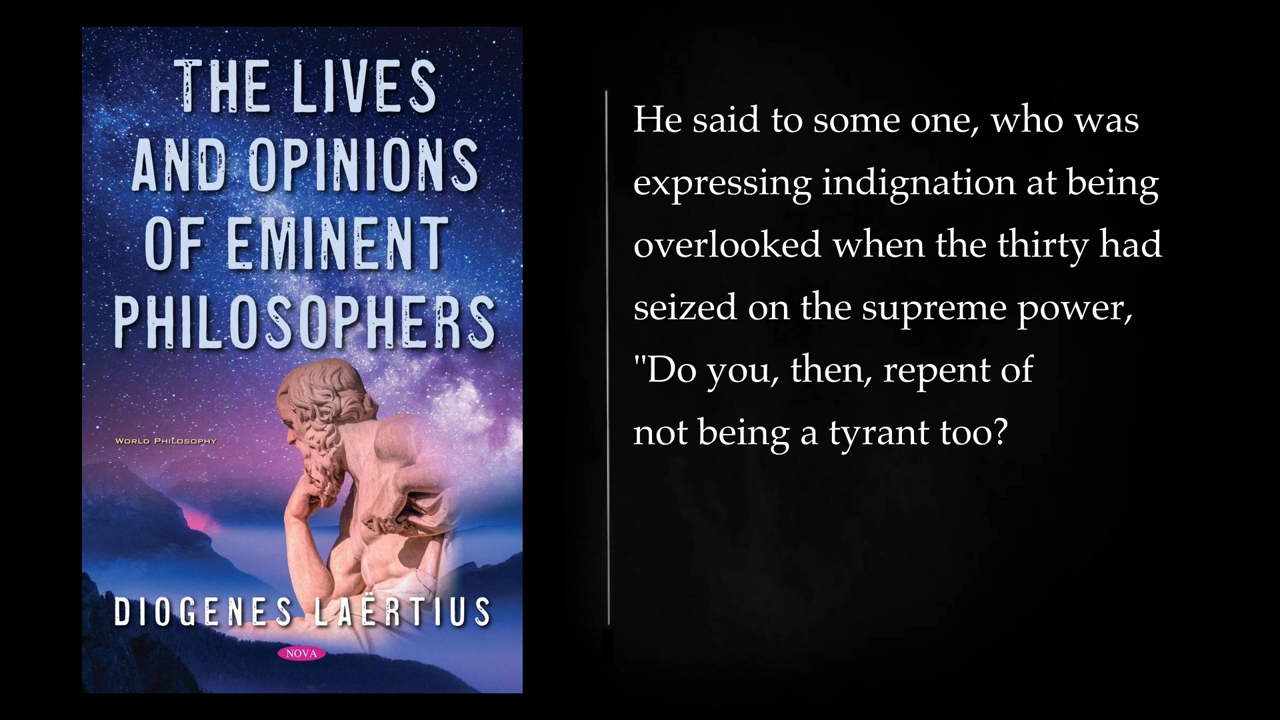 THE LIVES
AND OPINIONS
OF EMINENT
PHILOSOPHERS
WORLD PHILOSOPHY
DIOGENES LAËRTIUS
NOVA
He said to some one, who was
expressing indignation at being
overlooked when the thirty had
seized on the supreme power,
"Do you, then, repent of
not being a tyrant too?